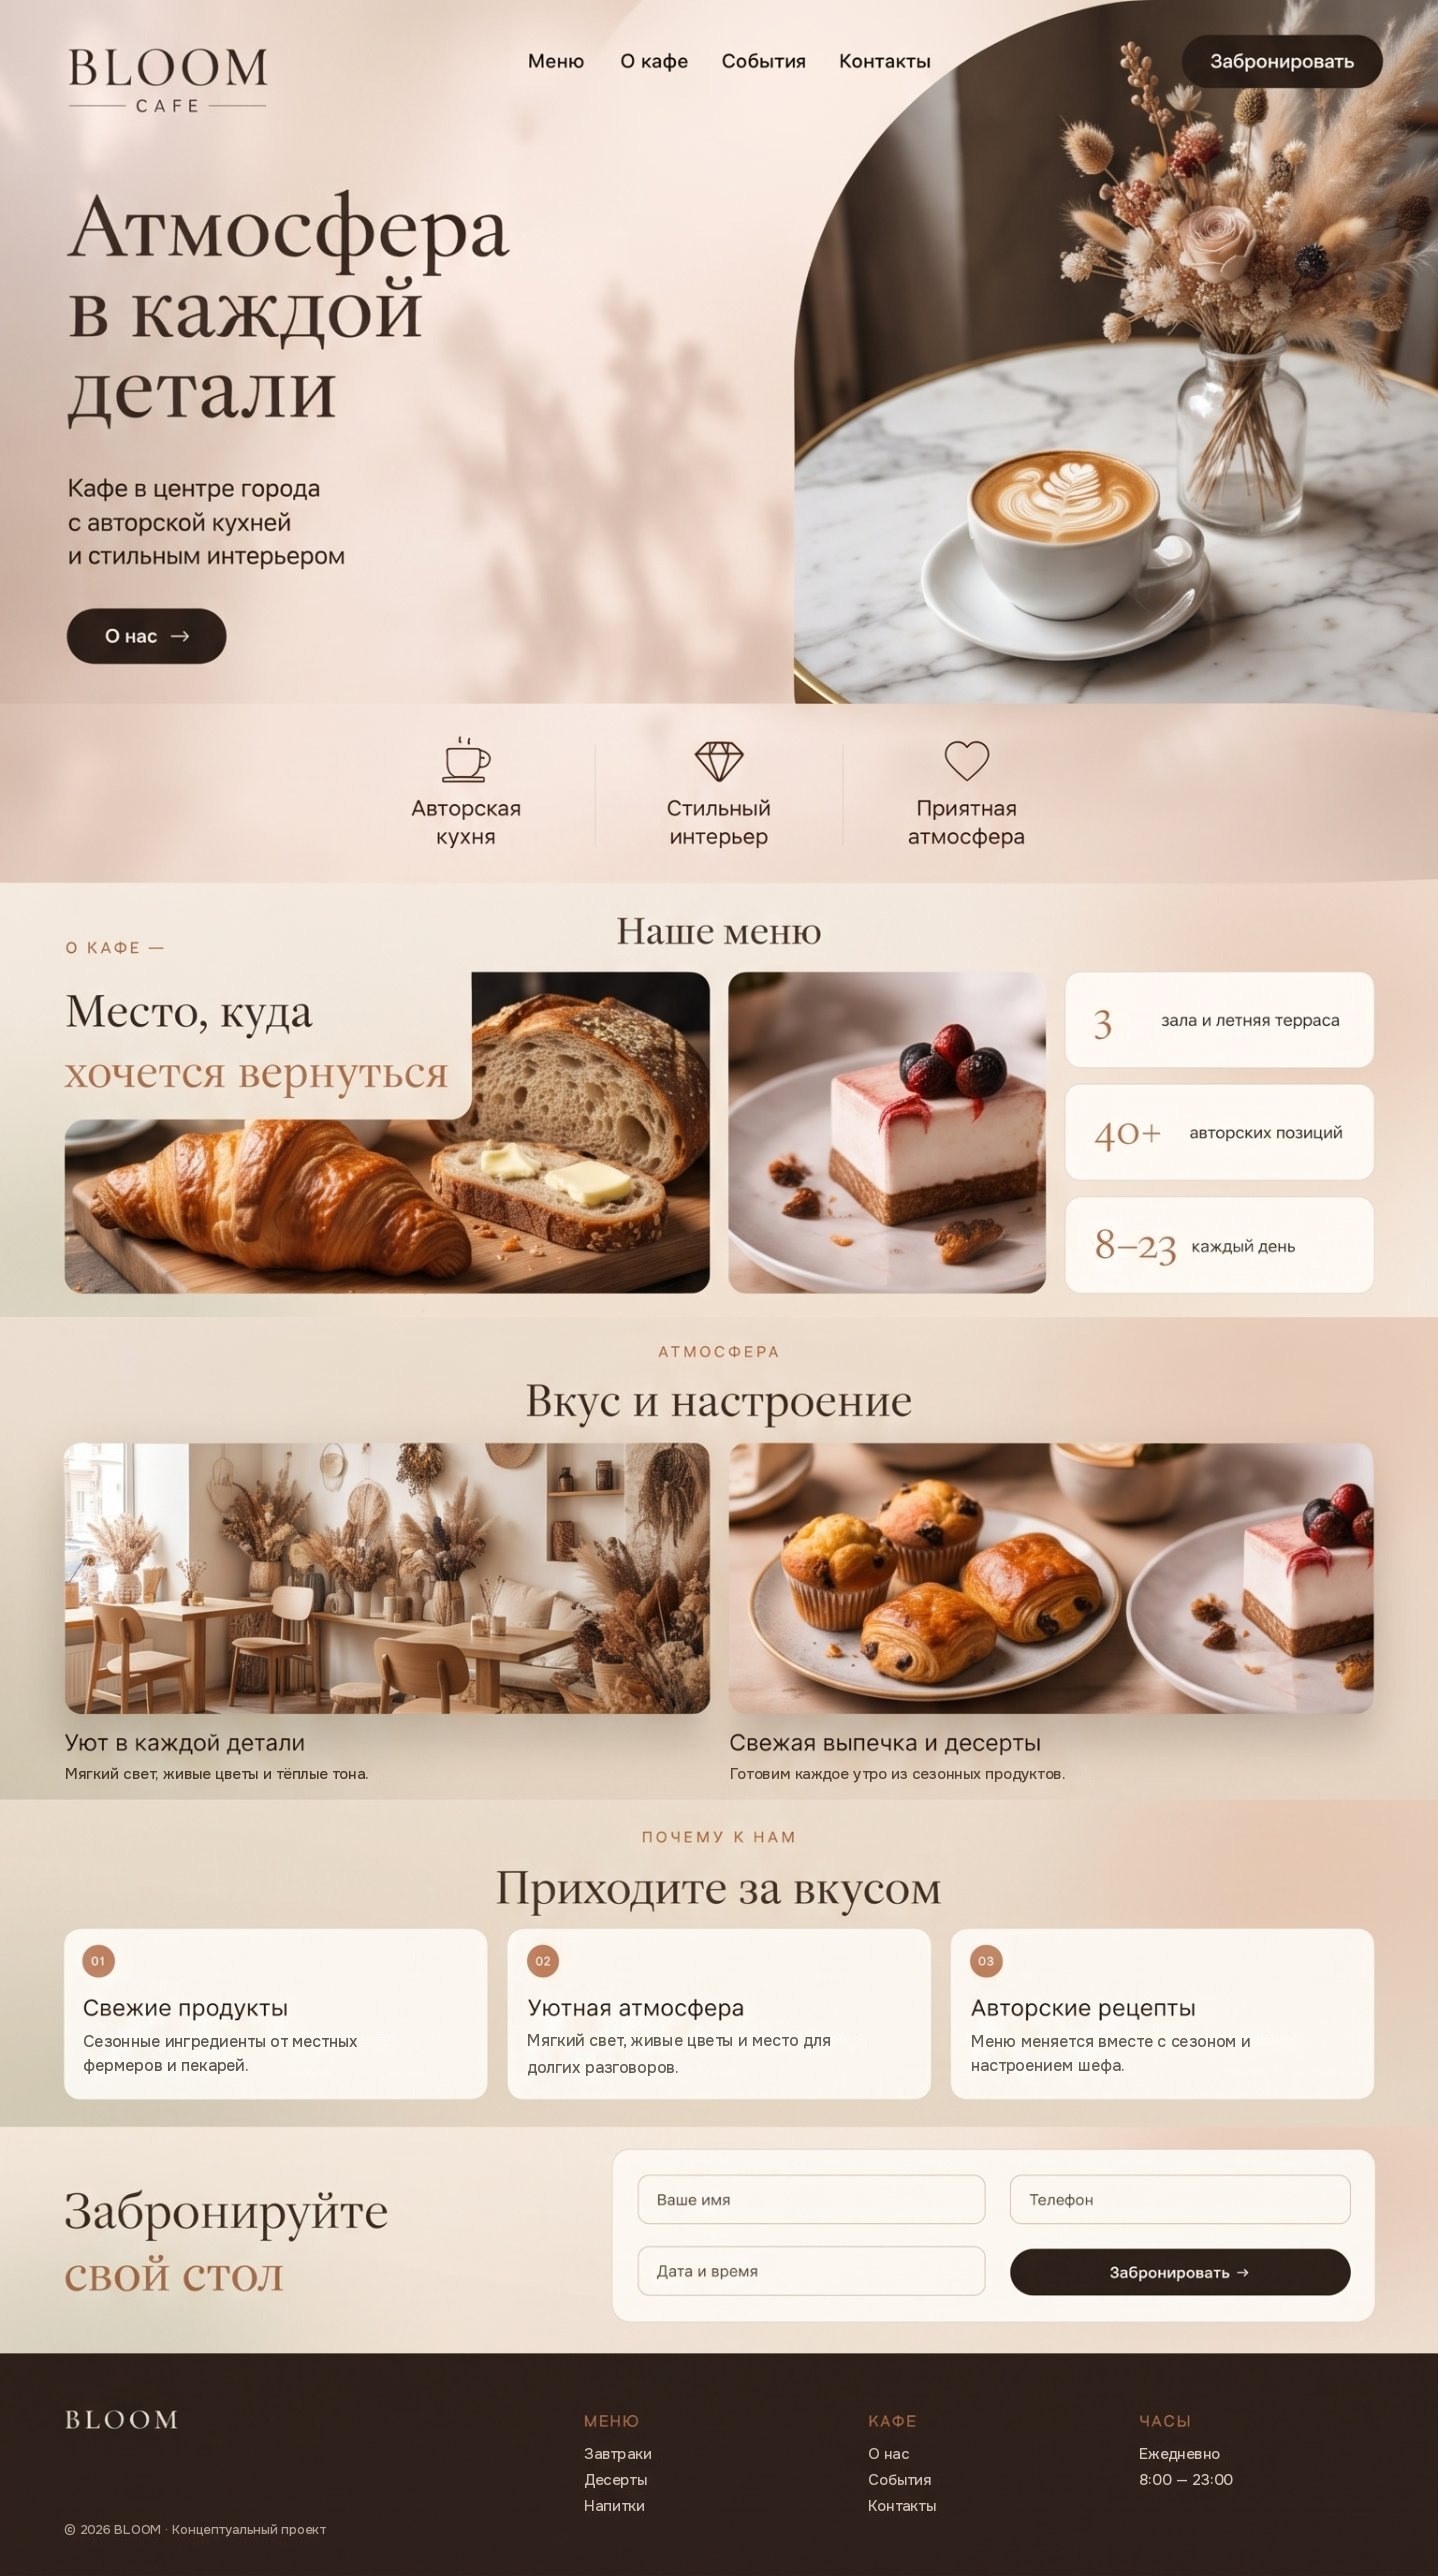 BLOOM
CAFE
Меню О кафе События Контакты
Забронировать
Атмосфера
в каждой
детали
Кафе в центре города
с авторской кухней
и стильным интерьером
О нас →
Авторская
кухня
Стильный
интерьер
Приятная
атмосфера
Наше меню
О КАФЕ —
Место, куда
хочется вернуться
3 зала и летняя терраса
40+ авторских позиций
8–23 каждый день
АТМОСФЕРА
Вкус и настроение
Уют в каждой детали
Мягкий свет, живые цветы и тёплые тона.
Свежая выпечка и десерты
Готовим каждое утро из сезонных продуктов.
ПОЧЕМУ К НАМ
Приходите за вкусом
01
Свежие продукты
Сезонные ингредиенты от местных
фермеров и пекарей.
02
Уютная атмосфера
Мягкий свет, живые цветы и место для
долгих разговоров.
03
Авторские рецепты
Меню меняется вместе с сезоном и
настроением шефа.
Забронируйте
свой стол
Ваше имя
Телефон
Дата и время
Забронировать →
BLOOM
© 2026 BLOOM · Концептуальный проект
МЕНЮ
Завтраки
Десерты
Напитки
КАФЕ
О нас
События
Контакты
ЧАСЫ
Ежедневно
8:00 — 23:00